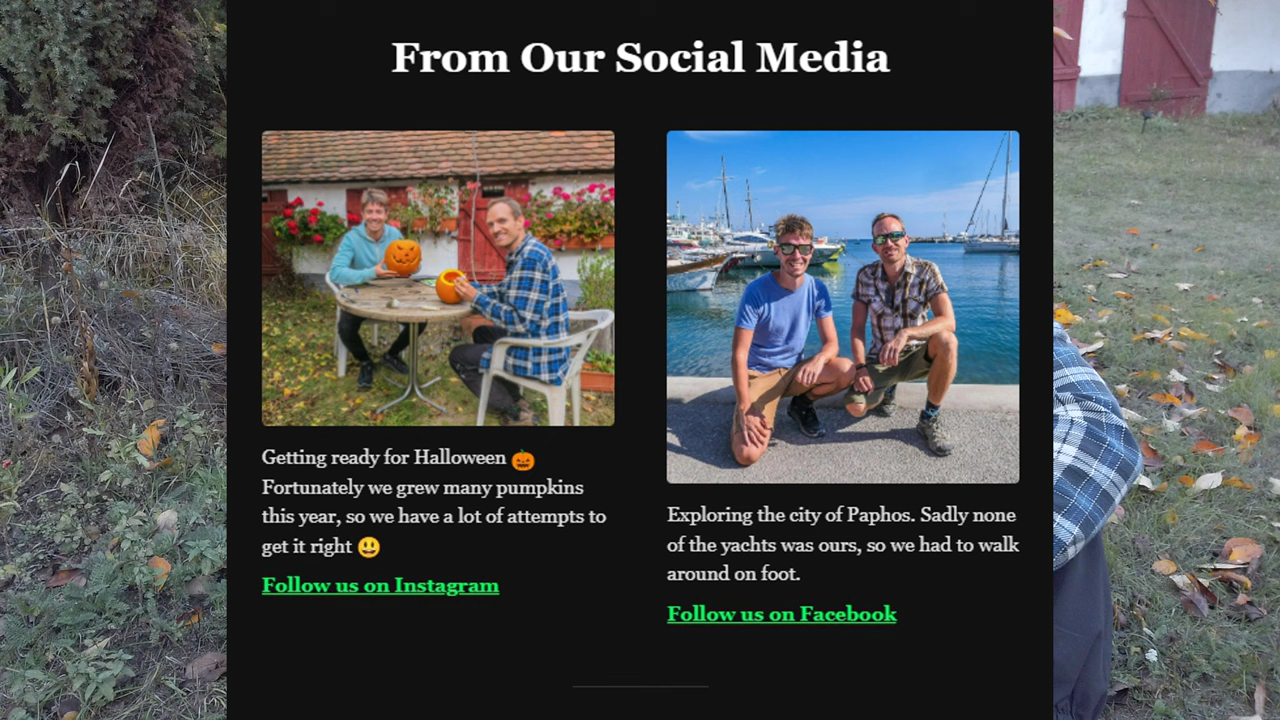 From Our Social Media
Getting ready for Halloween 🎃
Fortunately we grew many pumpkins
this year, so we have a lot of attempts to
get it right 😃
Follow us on Instagram
Exploring the city of Paphos. Sadly none
of the yachts was ours, so we had to walk
around on foot.
Follow us on Facebook